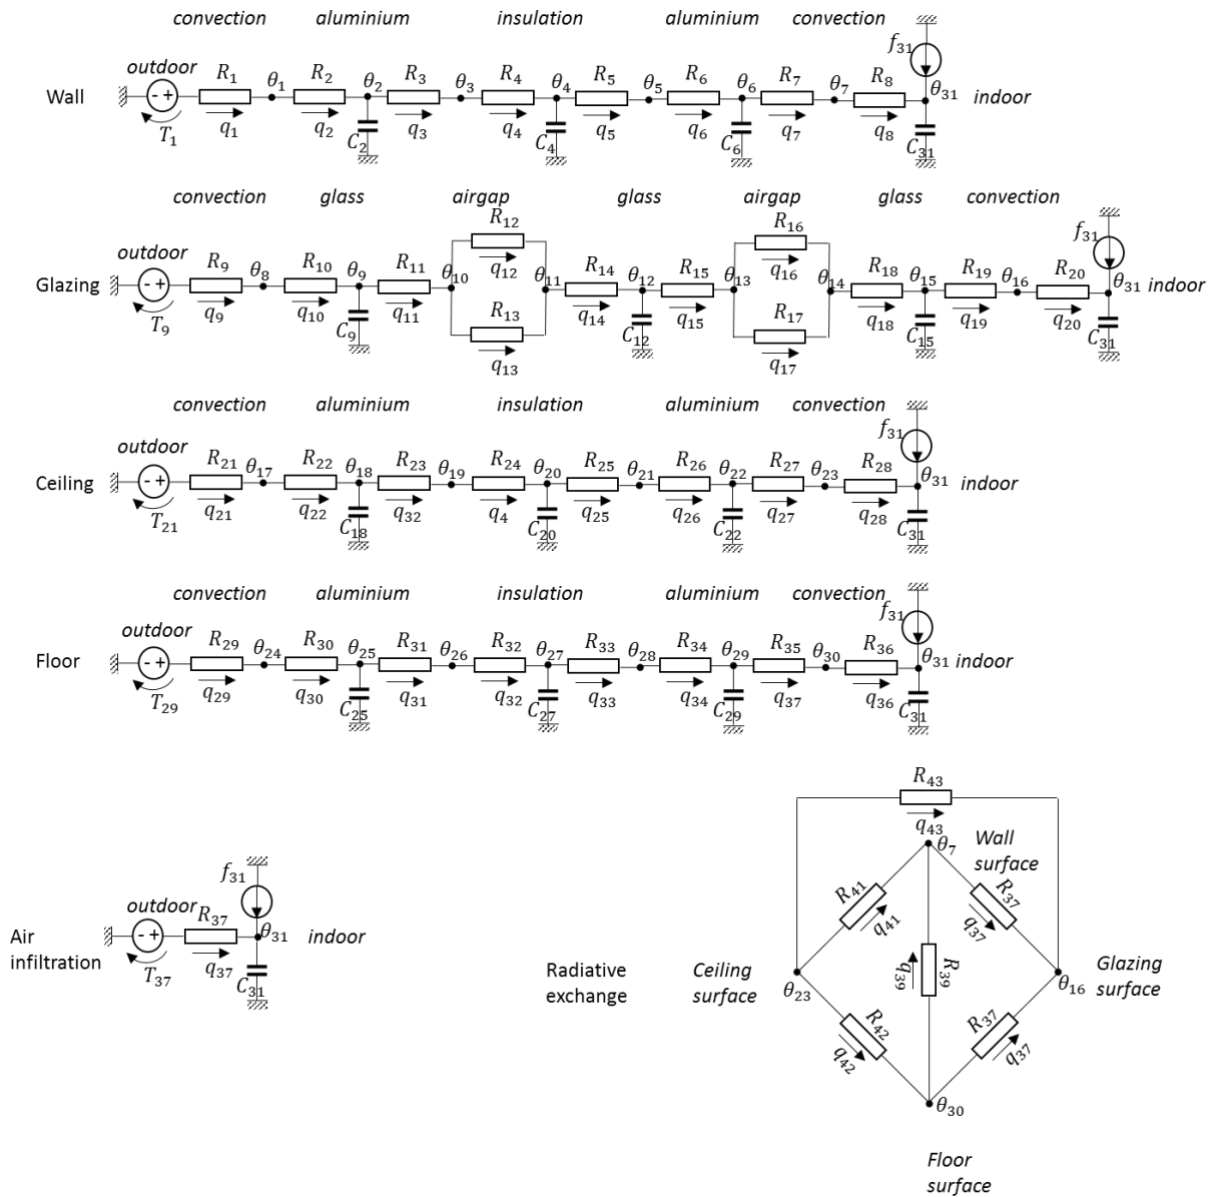 convection aluminium insulation aluminium convection
f₃₁
outdoor R₁ θ₁ R₂ θ₂ R₃ θ₃ R₄ θ₄ R₅ θ₅ R₆ θ₆ R₇ θ₇ R₈ θ₃₁
Wall - + indoor
T₁ q₁ q₂ C₂ q₃ q₄ C₄ q₅ q₆ C₆ q₇ q₈ C₃₁
convection glass airgap glass airgap glass convection
R₁₂ R₁₆ f₃₁
outdoor R₉ θ₈ R₁₀ θ₉ R₁₁ θ₁₀ q₁₂ θ₁₁ R₁₄ θ₁₂ R₁₅ θ₁₃ q₁₆ θ₁₄ R₁₈ θ₁₅ R₁₉ θ₁₆ R₂₀ θ₃₁ indoor
Glazing - +
T₉ q₉ q₁₀ C₉ q₁₁ R₁₃ q₁₄ C₁₂ q₁₅ R₁₇ q₁₈ C₁₅ q₁₉ q₂₀ C₃₁
q₁₃ q₁₇
convection aluminium insulation aluminium convection
f₃₁
outdoor R₂₁ θ₁₇ R₂₂ θ₁₈ R₂₃ θ₁₉ R₂₄ θ₂₀ R₂₅ θ₂₁ R₂₆ θ₂₂ R₂₇ θ₂₃ R₂₈ θ₃₁
Ceiling - + indoor
T₂₁ q₂₁ q₂₂ C₁₈ q₃₂ q₄ C₂₀ q₂₅ q₂₆ C₂₂ q₂₇ q₂₈ C₃₁
convection aluminium insulation aluminium convection
f₃₁
outdoor R₂₉ θ₂₄ R₃₀ θ₂₅ R₃₁ θ₂₆ R₃₂ θ₂₇ R₃₃ θ₂₈ R₃₄ θ₂₉ R₃₅ θ₃₀ R₃₆ θ₃₁ indoor
Floor - +
T₂₉ q₂₉ q₃₀ C₂₅ q₃₁ q₃₂ C₂₇ q₃₃ q₃₄ C₂₉ q₃₇ q₃₆ C₃₁
f₃₁
outdoor R₃₇ θ₃₁ indoor
Air
infiltration
- +
T₃₇ q₃₇ C₃₁
Radiative
exchange
R₄₃
q₄₃
θ₇
Wall
surface
R₄₁ q₄₁ R₃₇ q₃₇
Ceiling
surface
θ₂₃
q₃₉ R₃₉
Glazing
surface
θ₁₆
R₄₂ q₄₂ R₃₇ q₃₇
θ₃₀
Floor
surface